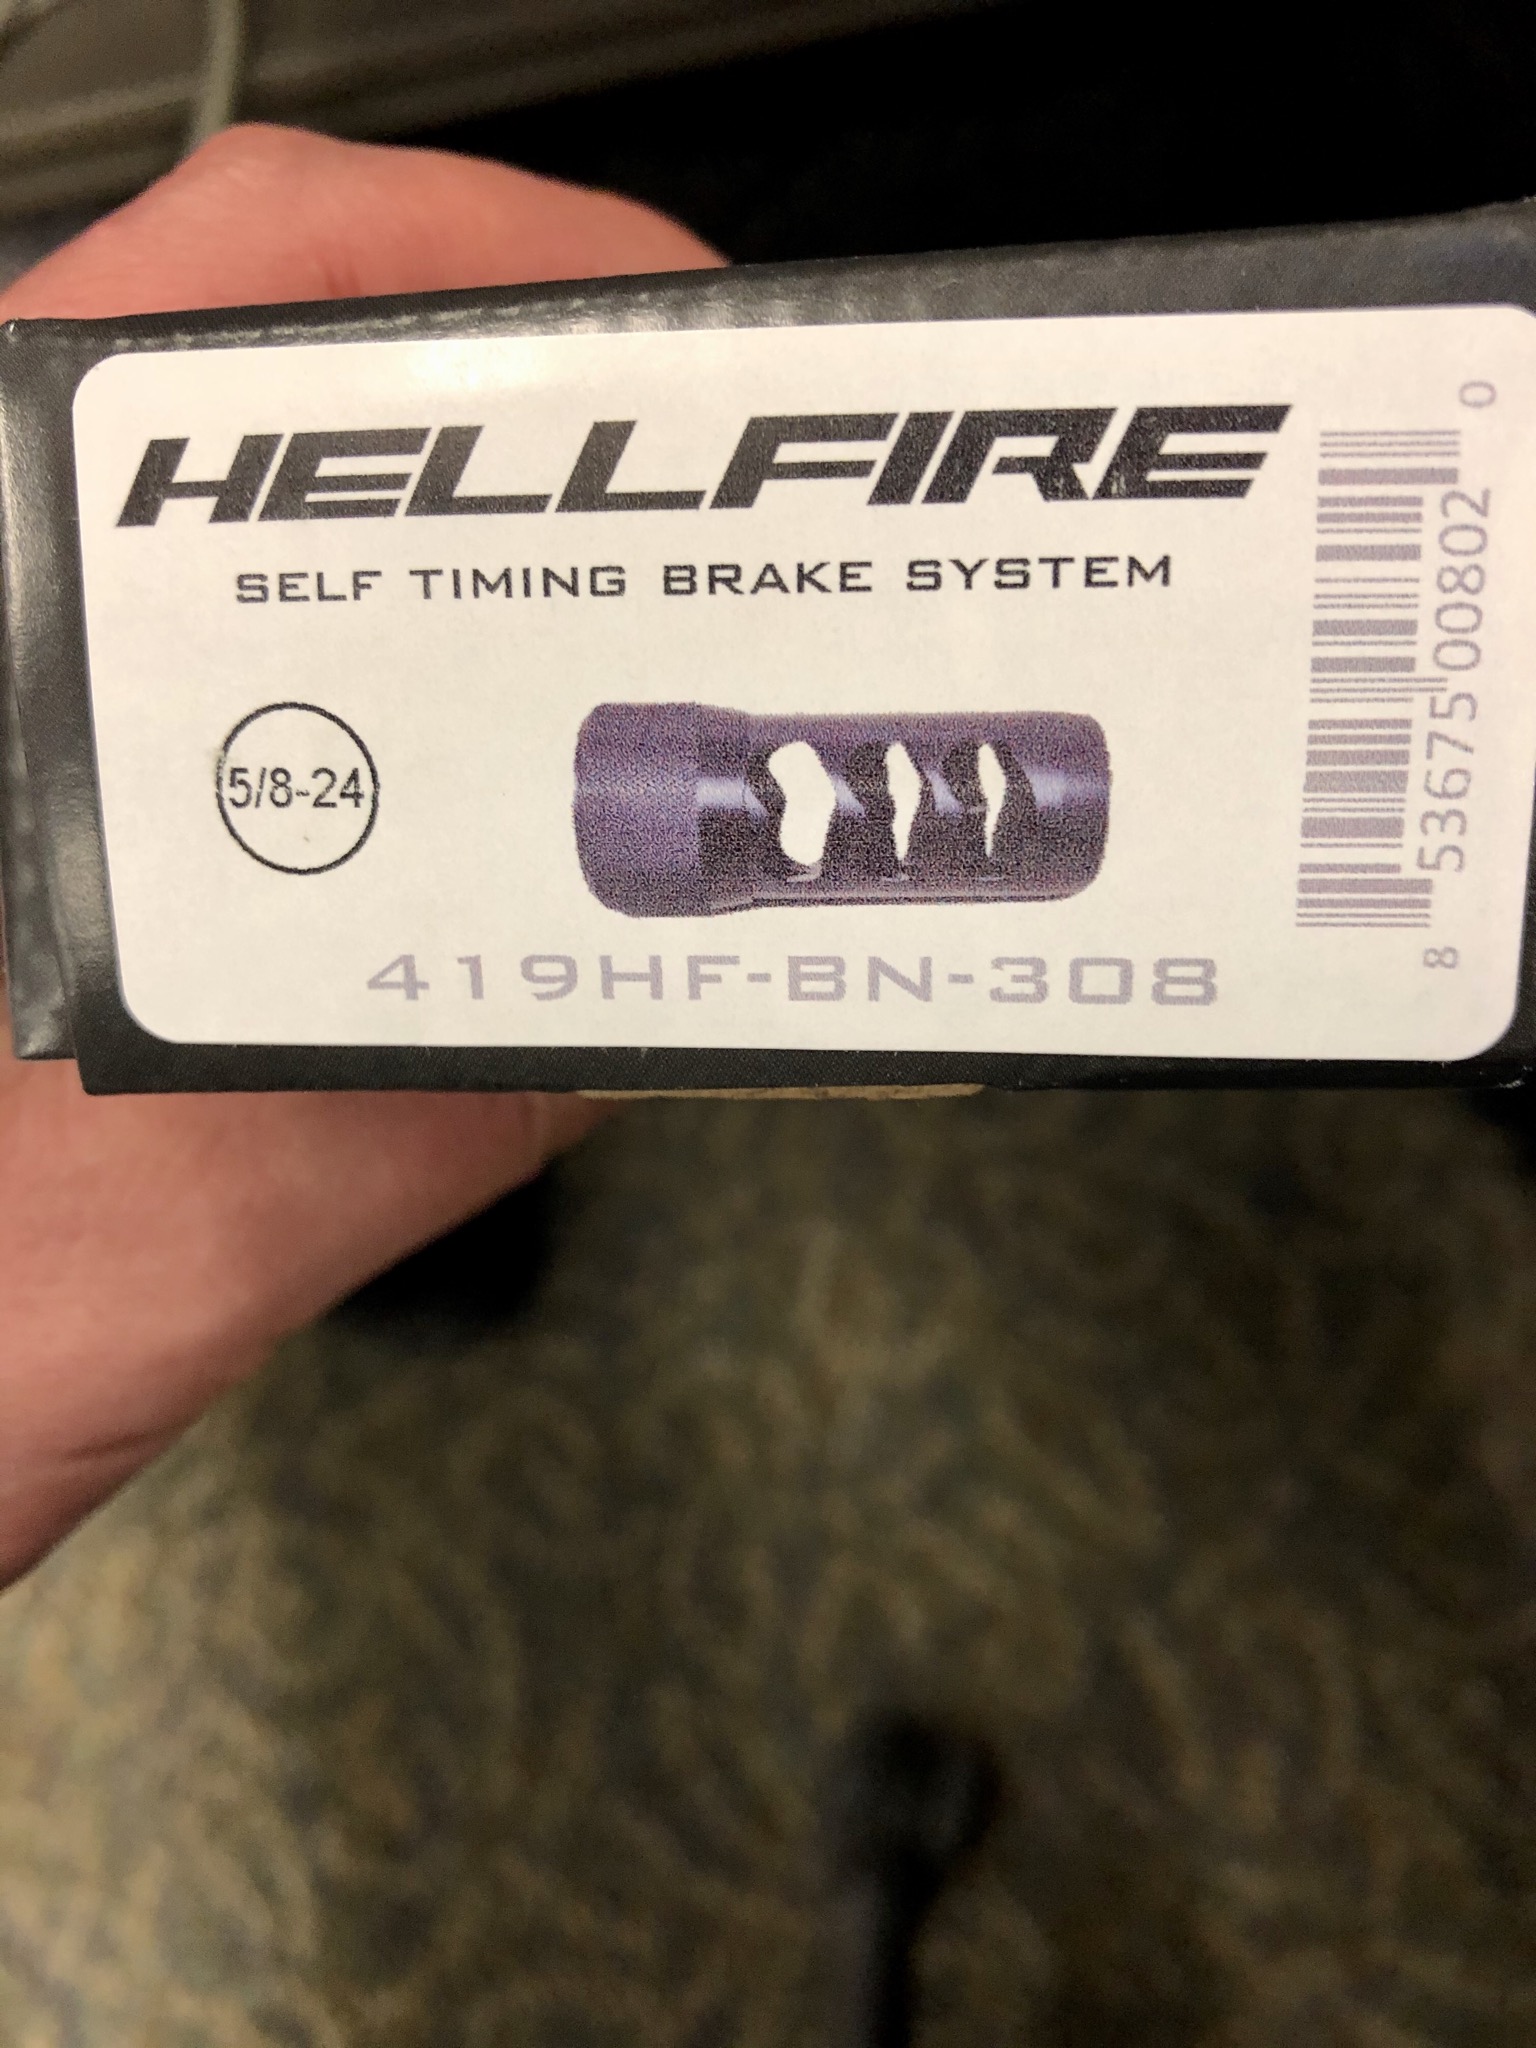 HELLFIRE
SELF TIMING BRAKE SYSTEM
5/8-24
419HF-BN-308
8 53675 00802 0